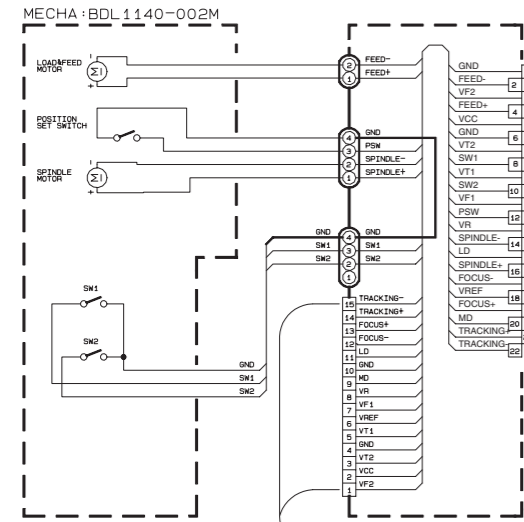 MECHA:BDL1140-002M
LOAD&FEED
MOTOR
M
POSITION
SET SWITCH
SPINDLE
MOTOR
M
2 FEED-
1 FEED+
4 GND
3 PSW
2 SPINDLE-
1 SPINDLE+
GND 4 GND
SW1 3 SW1
SW2 2 SW2
1
SW1
SW2
GND
SW1
SW2
15 TRACKING-
14 TRACKING+
13 FOCUS+
12 FOCUS-
11 LD
10 GND
9 MD
8 VR
7 VF1
6 VREF
5 VT1
4 GND
3 VT2
2 VCC
1 VF2
GND
FEED- 2
VF2
FEED+ 4
VCC
GND 6
VT2
SW1 8
VT1
SW2 10
VF1
PSW 12
VR
SPINDLE- 14
LD
SPINDLE+ 16
FOCUS-
VREF 18
FOCUS+
MD 20
TRACKING+
TRACKING- 22